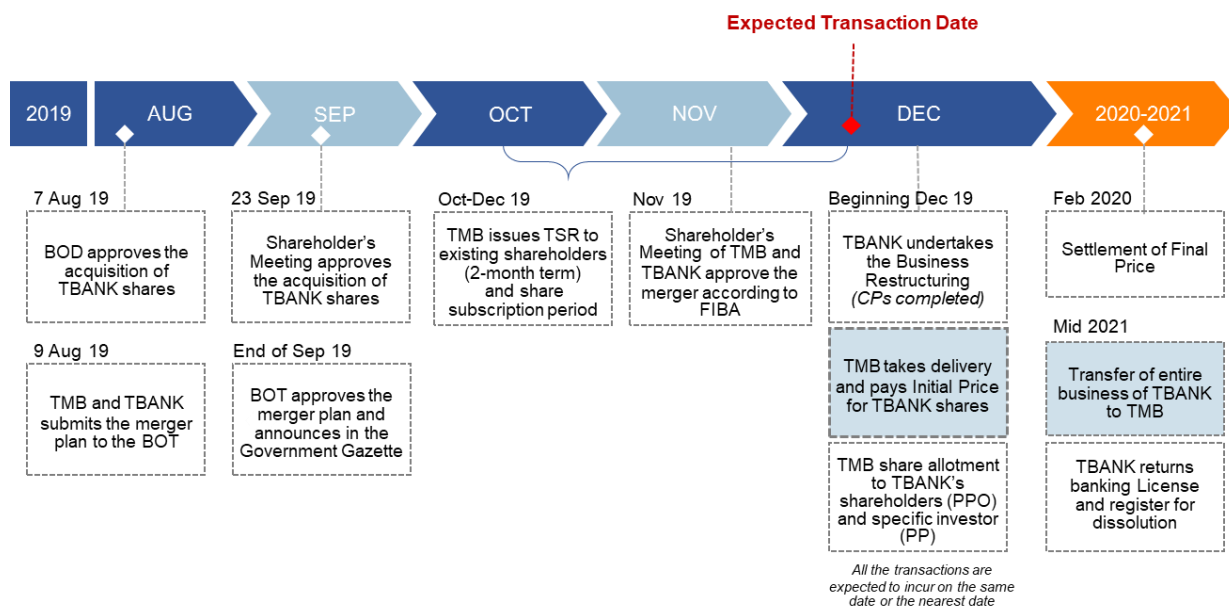 Expected Transaction Date
2019
AUG
SEP
OCT
NOV
DEC
2020-2021
7 Aug 19
BOD approves the
acquisition of
TBANK shares
9 Aug 19
TMB and TBANK
submits the merger
plan to the BOT
23 Sep 19
Shareholder's
Meeting approves
the acquisition of
TBANK shares
End of Sep 19
BOT approves the
merger plan and
announces in the
Government Gazette
Oct-Dec 19
TMB issues TSR to
existing shareholders
(2-month term)
and share
subscription period
Nov 19
Shareholder's
Meeting of TMB and
TBANK approve the
merger according to
FIBA
Beginning Dec 19
TBANK undertakes
the Business
Restructuring
(CPs completed)
TMB takes delivery
and pays Initial Price
for TBANK shares
TMB share allotment
to TBANK's
shareholders (PPO)
and specific investor
(PP)
All the transactions are
expected to incur on the same
date or the nearest date
Feb 2020
Settlement of Final
Price
Mid 2021
Transfer of entire
business of TBANK
to TMB
TBANK returns
banking License
and register for
dissolution